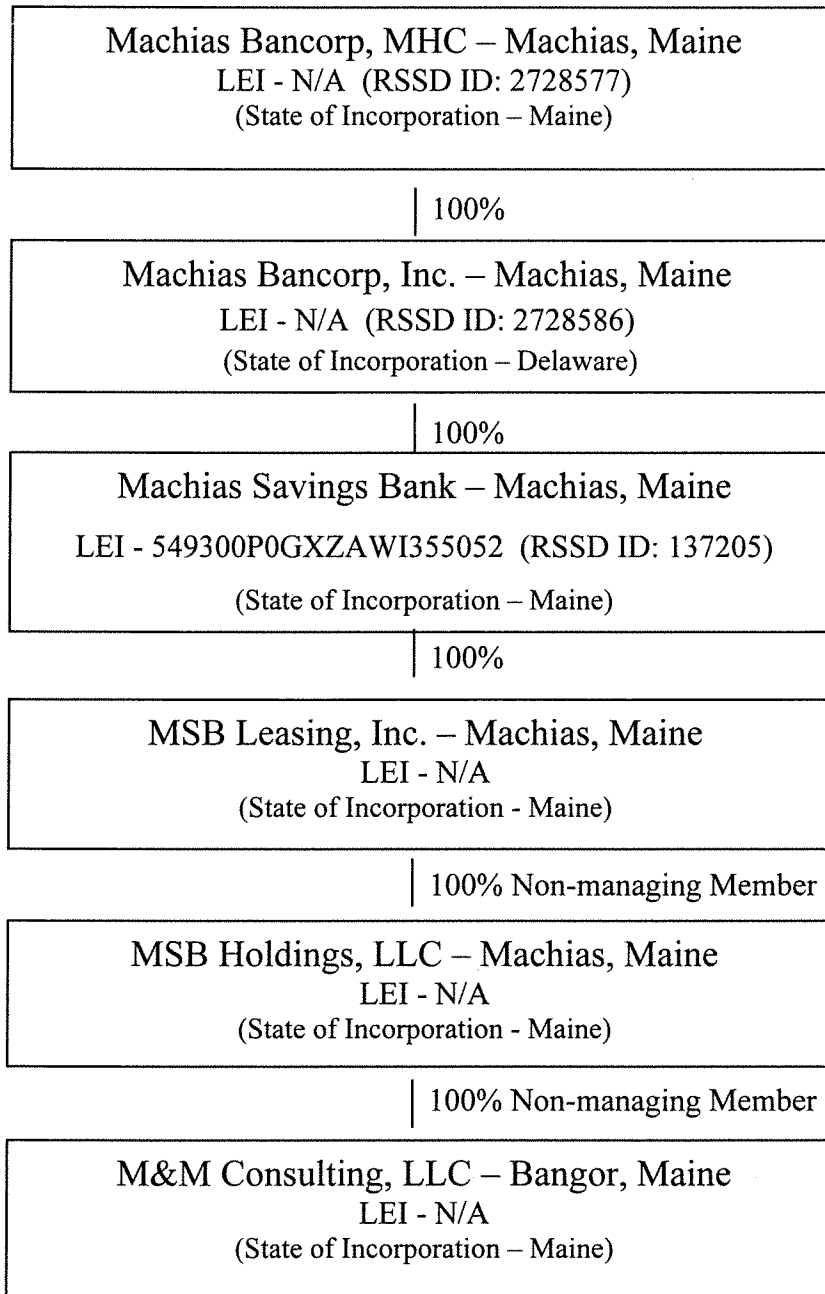 Machias Bancorp, MHC – Machias, Maine
LEI - N/A (RSSD ID: 2728577)
(State of Incorporation – Maine)
100%
Machias Bancorp, Inc. – Machias, Maine
LEI - N/A (RSSD ID: 2728586)
(State of Incorporation – Delaware)
100%
Machias Savings Bank – Machias, Maine
LEI - 549300P0GXZAWI355052 (RSSD ID: 137205)
(State of Incorporation – Maine)
100%
MSB Leasing, Inc. – Machias, Maine
LEI - N/A
(State of Incorporation - Maine)
100% Non-managing Member
MSB Holdings, LLC – Machias, Maine
LEI - N/A
(State of Incorporation - Maine)
100% Non-managing Member
M&M Consulting, LLC – Bangor, Maine
LEI - N/A
(State of Incorporation – Maine)